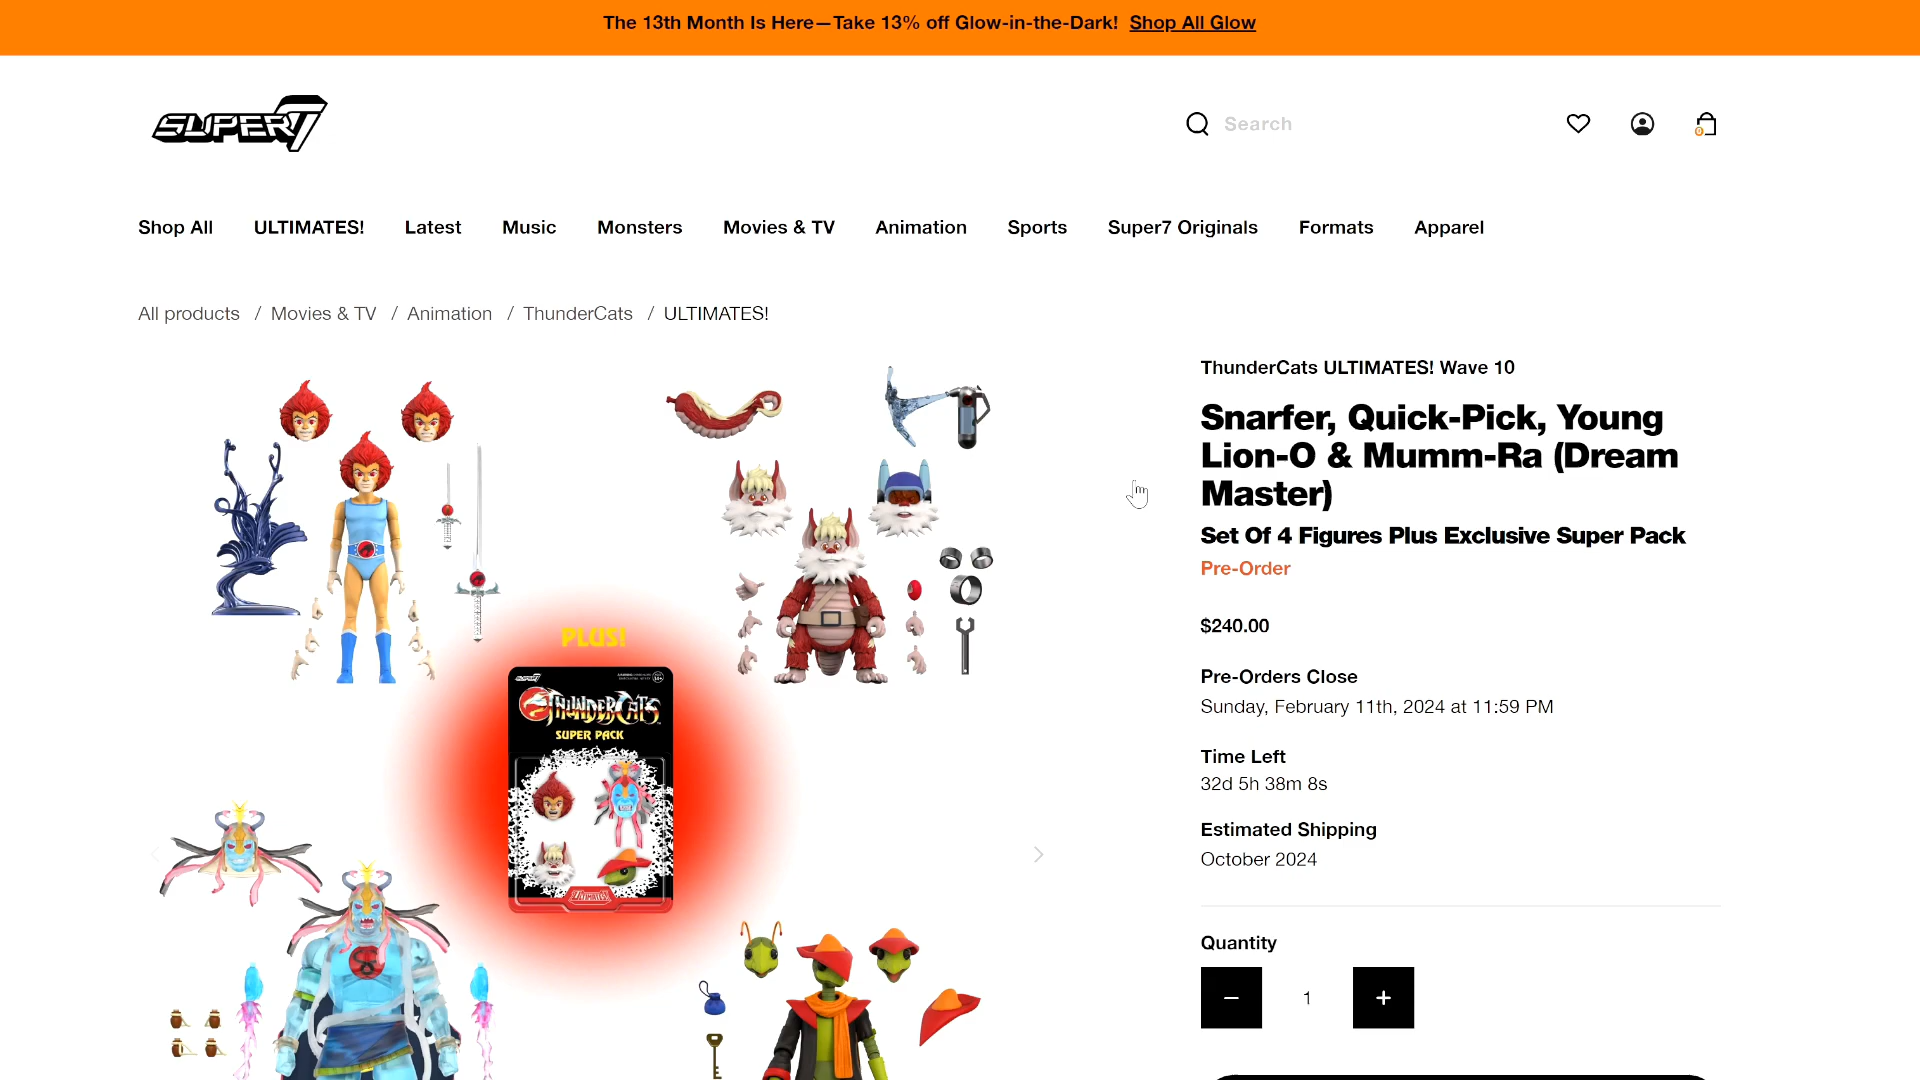 The 13th Month Is Here—Take 13% off Glow-in-the-Dark! Shop All Glow
SUPER7
Search
0
Shop All ULTIMATES! Latest Music Monsters Movies & TV Animation Sports Super7 Originals Formats Apparel
All products / Movies & TV / Animation / ThunderCats / ULTIMATES!
ThunderCats ULTIMATES! Wave 10
Snarfer, Quick-Pick, Young
Lion-O & Mumm-Ra (Dream
Master)
Set Of 4 Figures Plus Exclusive Super Pack
Pre-Order
$240.00
Pre-Orders Close
Sunday, February 11th, 2024 at 11:59 PM
Time Left
32d 5h 38m 8s
Estimated Shipping
October 2024
Quantity
− 1 +
PLUS!
SUPER7
THUNDERCATS
SUPER PACK
ULTIMATES!